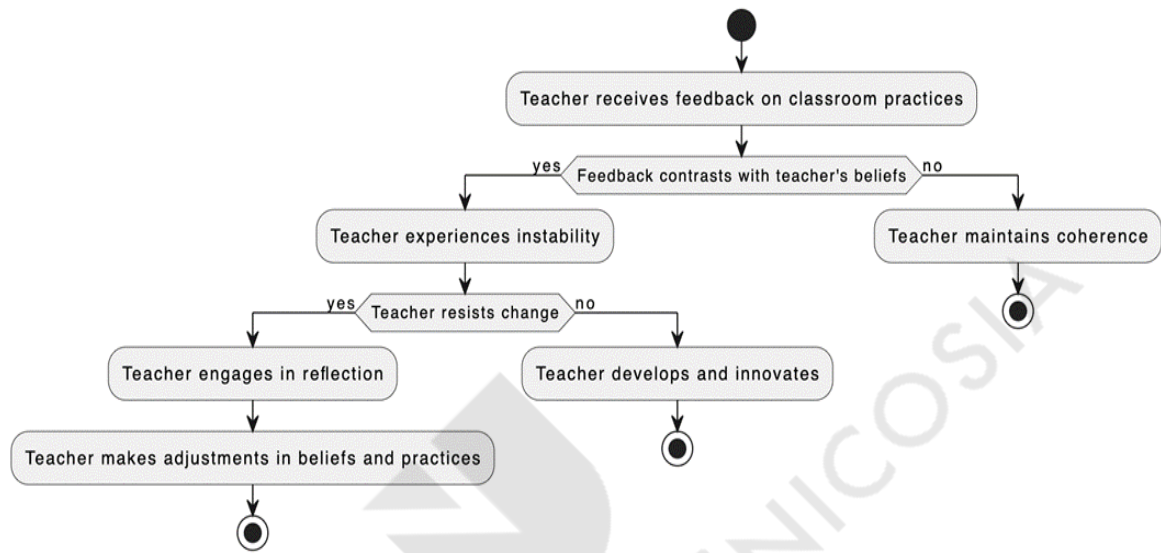 Teacher receives feedback on classroom practices
yes
Feedback contrasts with teacher's beliefs
no
Teacher experiences instability
Teacher maintains coherence
yes
Teacher resists change
no
Teacher engages in reflection
Teacher develops and innovates
Teacher makes adjustments in beliefs and practices
NICOSIA